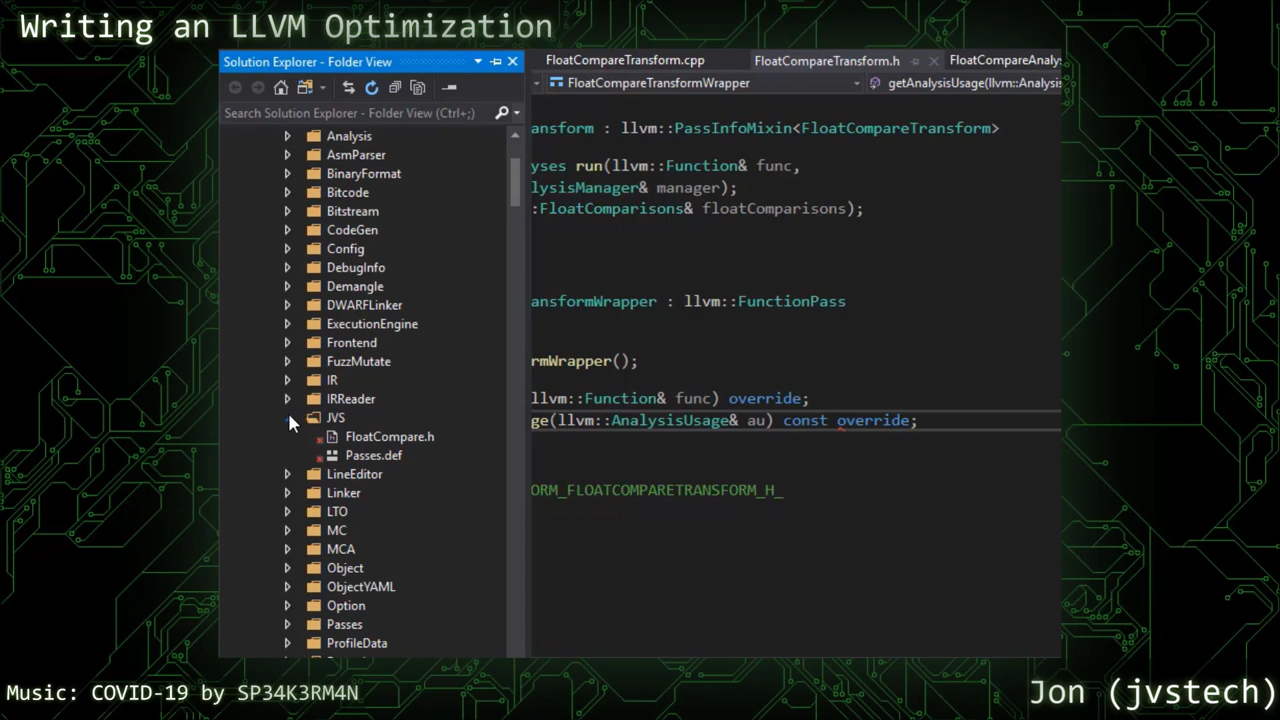 Writing an LLVM Optimization
Solution Explorer - Folder View
Search Solution Explorer - Folder View (Ctrl+;)
Analysis
AsmParser
BinaryFormat
Bitcode
Bitstream
CodeGen
Config
DebugInfo
Demangle
DWARFLinker
ExecutionEngine
Frontend
FuzzMutate
IR
IRReader
JVS
FloatCompare.h
Passes.def
LineEditor
Linker
LTO
MC
MCA
Object
ObjectYAML
Option
Passes
ProfileData
FloatCompareTransform.cpp FloatCompareTransform.h FloatCompareAnalys
FloatCompareTransformWrapper getAnalysisUsage(llvm::Analysis
ansform : llvm::PassInfoMixin<FloatCompareTransform>
yses run(llvm::Function& func,
lysisManager& manager);
:FloatComparisons& floatComparisons);
ansformWrapper : llvm::FunctionPass
rmWrapper();
(llvm::Function& func) override;
ge(llvm::AnalysisUsage& au) const override;
ORM_FLOATCOMPARETRANSFORM_H_
Music: COVID-19 by SP34K3RM4N
Jon (jvstech)